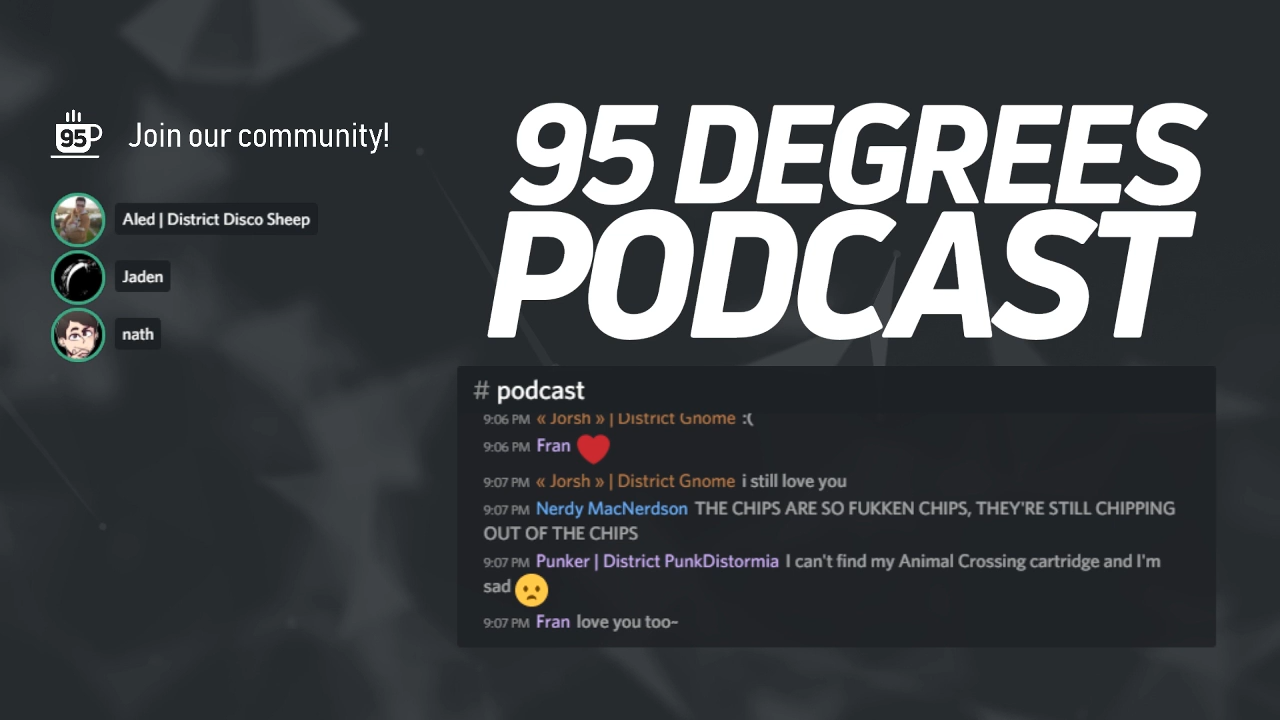 95
Join our community!
Aled | District Disco Sheep
Jaden
nath
95 DEGREES
PODCAST
# podcast
9:06 PM « Jorsh » | District Gnome :(
9:06 PM Fran ❤️
9:07 PM « Jorsh » | District Gnome i still love you
9:07 PM Nerdy MacNerdson THE CHIPS ARE SO FUKKEN CHIPS, THEY'RE STILL CHIPPING
OUT OF THE CHIPS
9:07 PM Punker | District PunkDistormia I can't find my Animal Crossing cartridge and I'm
sad 😦
9:07 PM Fran love you too~